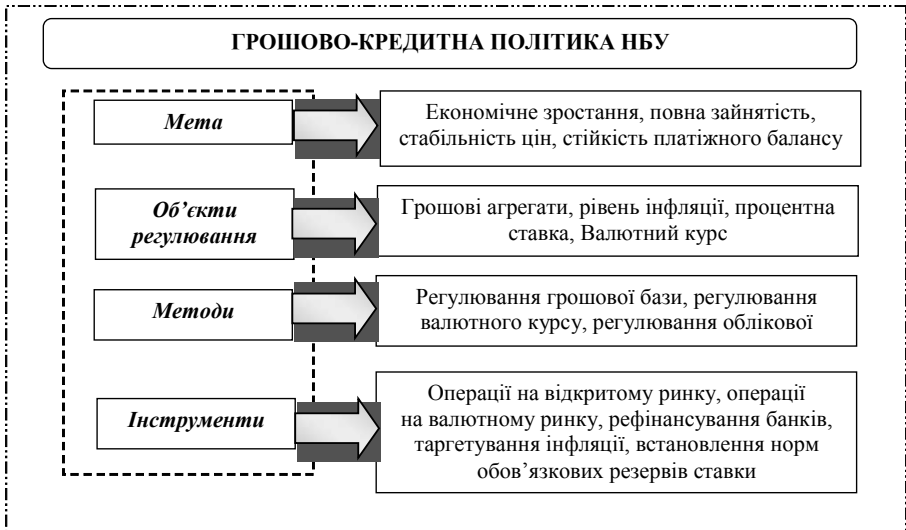 ГРОШОВО-КРЕДИТНА ПОЛІТИКА НБУ
Мета
Економічне зростання, повна зайнятість,
стабільність цін, стійкість платіжного балансу
Об’єкти
регулювання
Грошові агрегати, рівень інфляції, процентна
ставка, Валютний курс
Методи
Регулювання грошової бази, регулювання
валютного курсу, регулювання облікової
Інструменти
Операції на відкритому ринку, операції
на валютному ринку, рефінансування банків,
таргетування інфляції, встановлення норм
обов’язкових резервів ставки